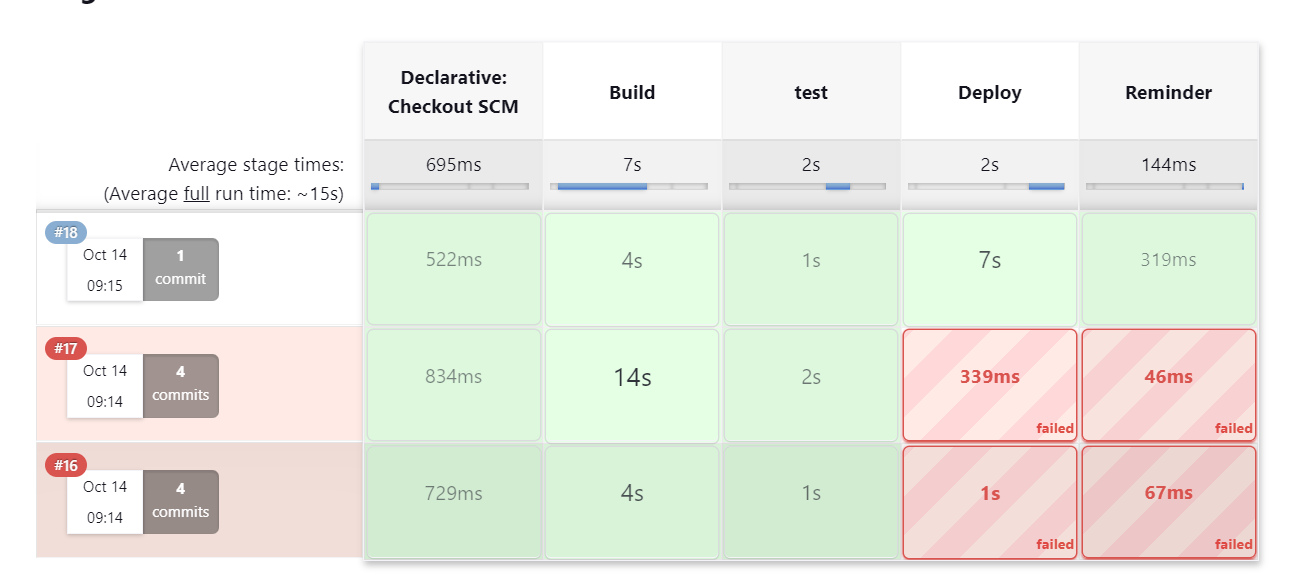 Declarative:
Checkout SCM
Build
test
Deploy
Reminder
Average stage times:
(Average full run time: ~15s)
695ms
7s
2s
2s
144ms
#18
Oct 14
09:15
1
commit
522ms
4s
1s
7s
319ms
#17
Oct 14
09:14
4
commits
834ms
14s
2s
339ms
failed
46ms
failed
#16
Oct 14
09:14
4
commits
729ms
4s
1s
1s
failed
67ms
failed